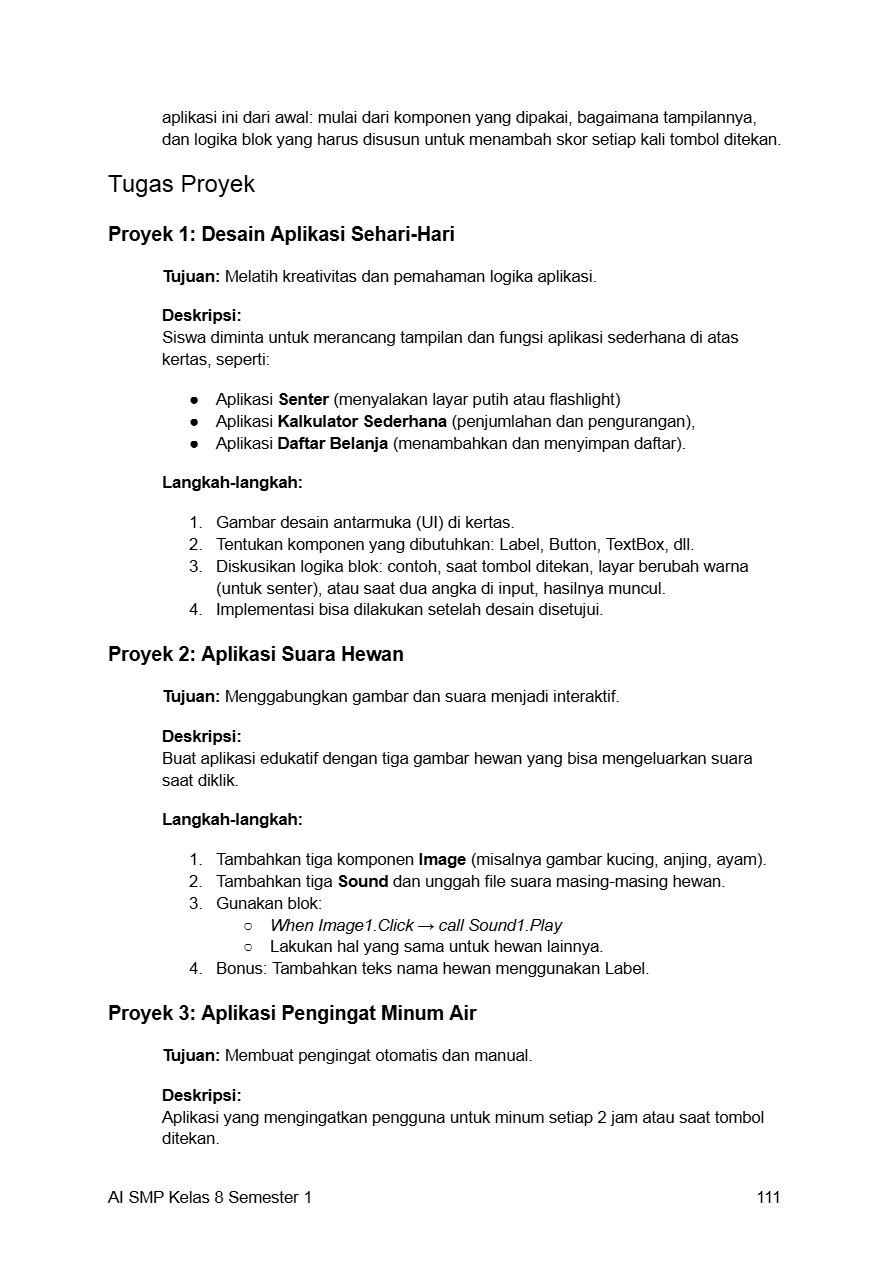 aplikasi ini dari awal: mulai dari komponen yang dipakai, bagaimana tampilannya,
dan logika blok yang harus disusun untuk menambah skor setiap kali tombol ditekan.
Tugas Proyek
Proyek 1: Desain Aplikasi Sehari-Hari
Tujuan: Melatih kreativitas dan pemahaman logika aplikasi.
Deskripsi:
Siswa diminta untuk merancang tampilan dan fungsi aplikasi sederhana di atas
kertas, seperti:
● Aplikasi Senter (menyalakan layar putih atau flashlight)
● Aplikasi Kalkulator Sederhana (penjumlahan dan pengurangan),
● Aplikasi Daftar Belanja (menambahkan dan menyimpan daftar).
Langkah-langkah:
1. Gambar desain antarmuka (UI) di kertas.
2. Tentukan komponen yang dibutuhkan: Label, Button, TextBox, dll.
3. Diskusikan logika blok: contoh, saat tombol ditekan, layar berubah warna
(untuk senter), atau saat dua angka di input, hasilnya muncul.
4. Implementasi bisa dilakukan setelah desain disetujui.
Proyek 2: Aplikasi Suara Hewan
Tujuan: Menggabungkan gambar dan suara menjadi interaktif.
Deskripsi:
Buat aplikasi edukatif dengan tiga gambar hewan yang bisa mengeluarkan suara
saat diklik.
Langkah-langkah:
1. Tambahkan tiga komponen Image (misalnya gambar kucing, anjing, ayam).
2. Tambahkan tiga Sound dan unggah file suara masing-masing hewan.
3. Gunakan blok:
○ When Image1.Click → call Sound1.Play
○ Lakukan hal yang sama untuk hewan lainnya.
4. Bonus: Tambahkan teks nama hewan menggunakan Label.
Proyek 3: Aplikasi Pengingat Minum Air
Tujuan: Membuat pengingat otomatis dan manual.
Deskripsi:
Aplikasi yang mengingatkan pengguna untuk minum setiap 2 jam atau saat tombol
ditekan.
AI SMP Kelas 8 Semester 1 111